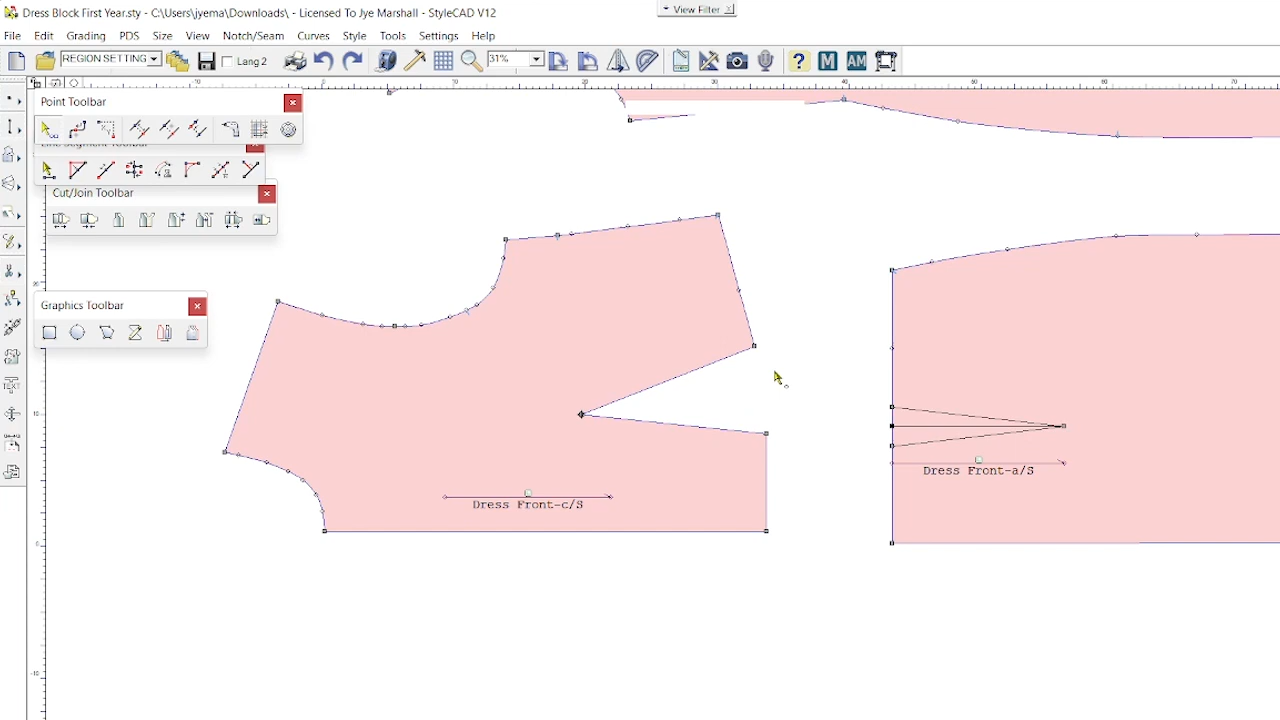 Dress Block First Year.sty - C:\Users\jyema\Downloads\ - Licensed To Jye Marshall - StyleCAD V12
View Filter
File Edit Grading PDS Size View Notch/Seam Curves Style Tools Settings Help
REGION SETTING
Lang 2
31%
Point Toolbar
Cut/Join Toolbar
Graphics Toolbar
TEXT
Dress Front-c/S
Dress Front-a/S